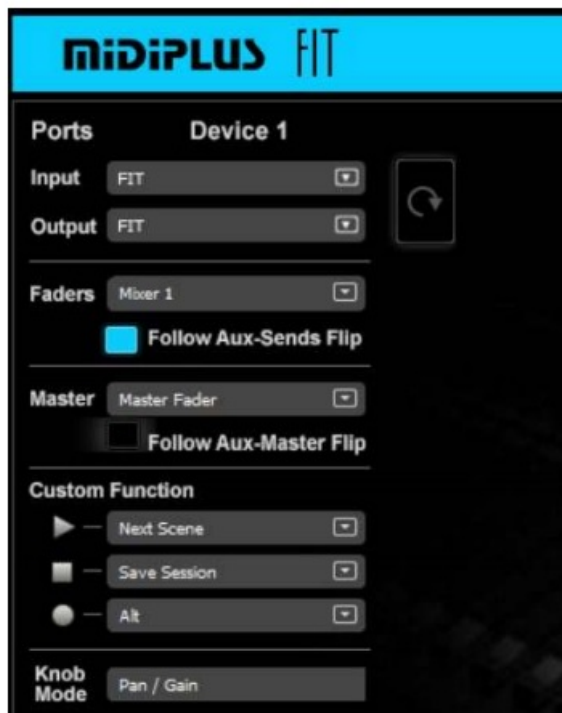 miDiPLUS FIT
Ports Device 1
Input FIT
Output FIT
Faders Mixer 1
Follow Aux-Sends Flip
Master Master Fader
Follow Aux-Master Flip
Custom Function
Next Scene
Save Session
Alt
Knob
Mode Pan / Gain